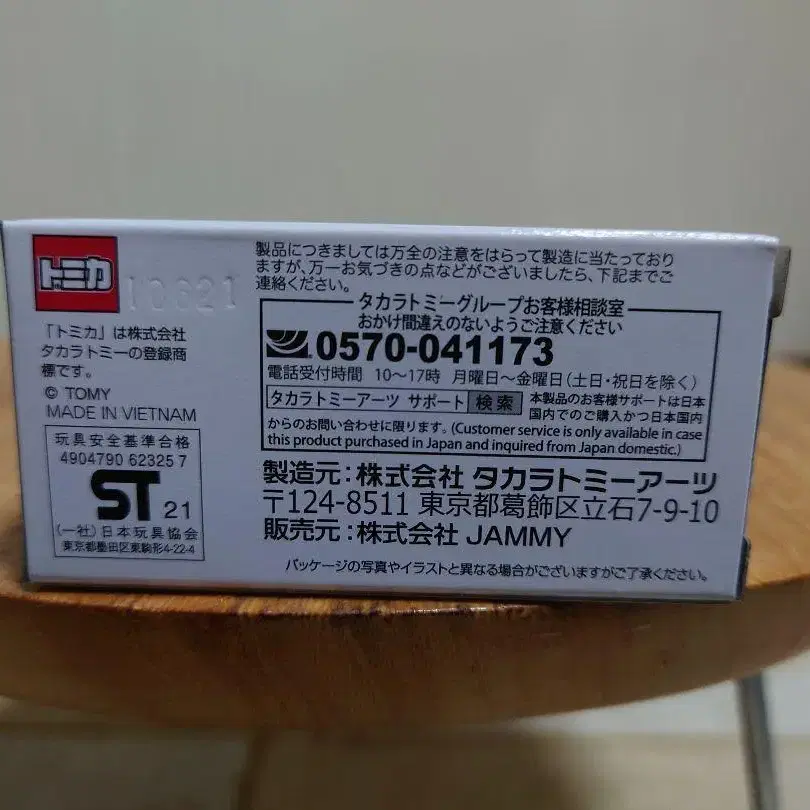 トミカ
10621
「トミカ」は株式会社
タカラトミーの登録商
標です。
© TOMY
MADE IN VIETNAM
玩具安全基準合格
4904790 62325 7
ST 21
(一社)日本玩具協会
東京都墨田区東駒形4-22-4
製品につきましては万全の注意をはらって製造に当たっており
ますが、万一お気づきの点などがございましたら、下記までご
連絡ください。
タカラトミーグループお客様相談室
おかけ間違えのないようご注意ください
0570-041173
電話受付時間 10〜17時 月曜日〜金曜日(土日・祝日を除く)
タカラトミーアーツ サポート 検索 本製品のお客様サポートは日本
国内でのご購入かつ日本国内
からのお問い合わせに限ります。(Customer service is only available in case
this product purchased in Japan and inquired from Japan domestic.)
製造元:株式会社 タカラトミーアーツ
〒124-8511 東京都葛飾区立石7-9-10
販売元:株式会社 JAMMY
パッケージの写真やイラストと異なる場合がございますがご了承ください。